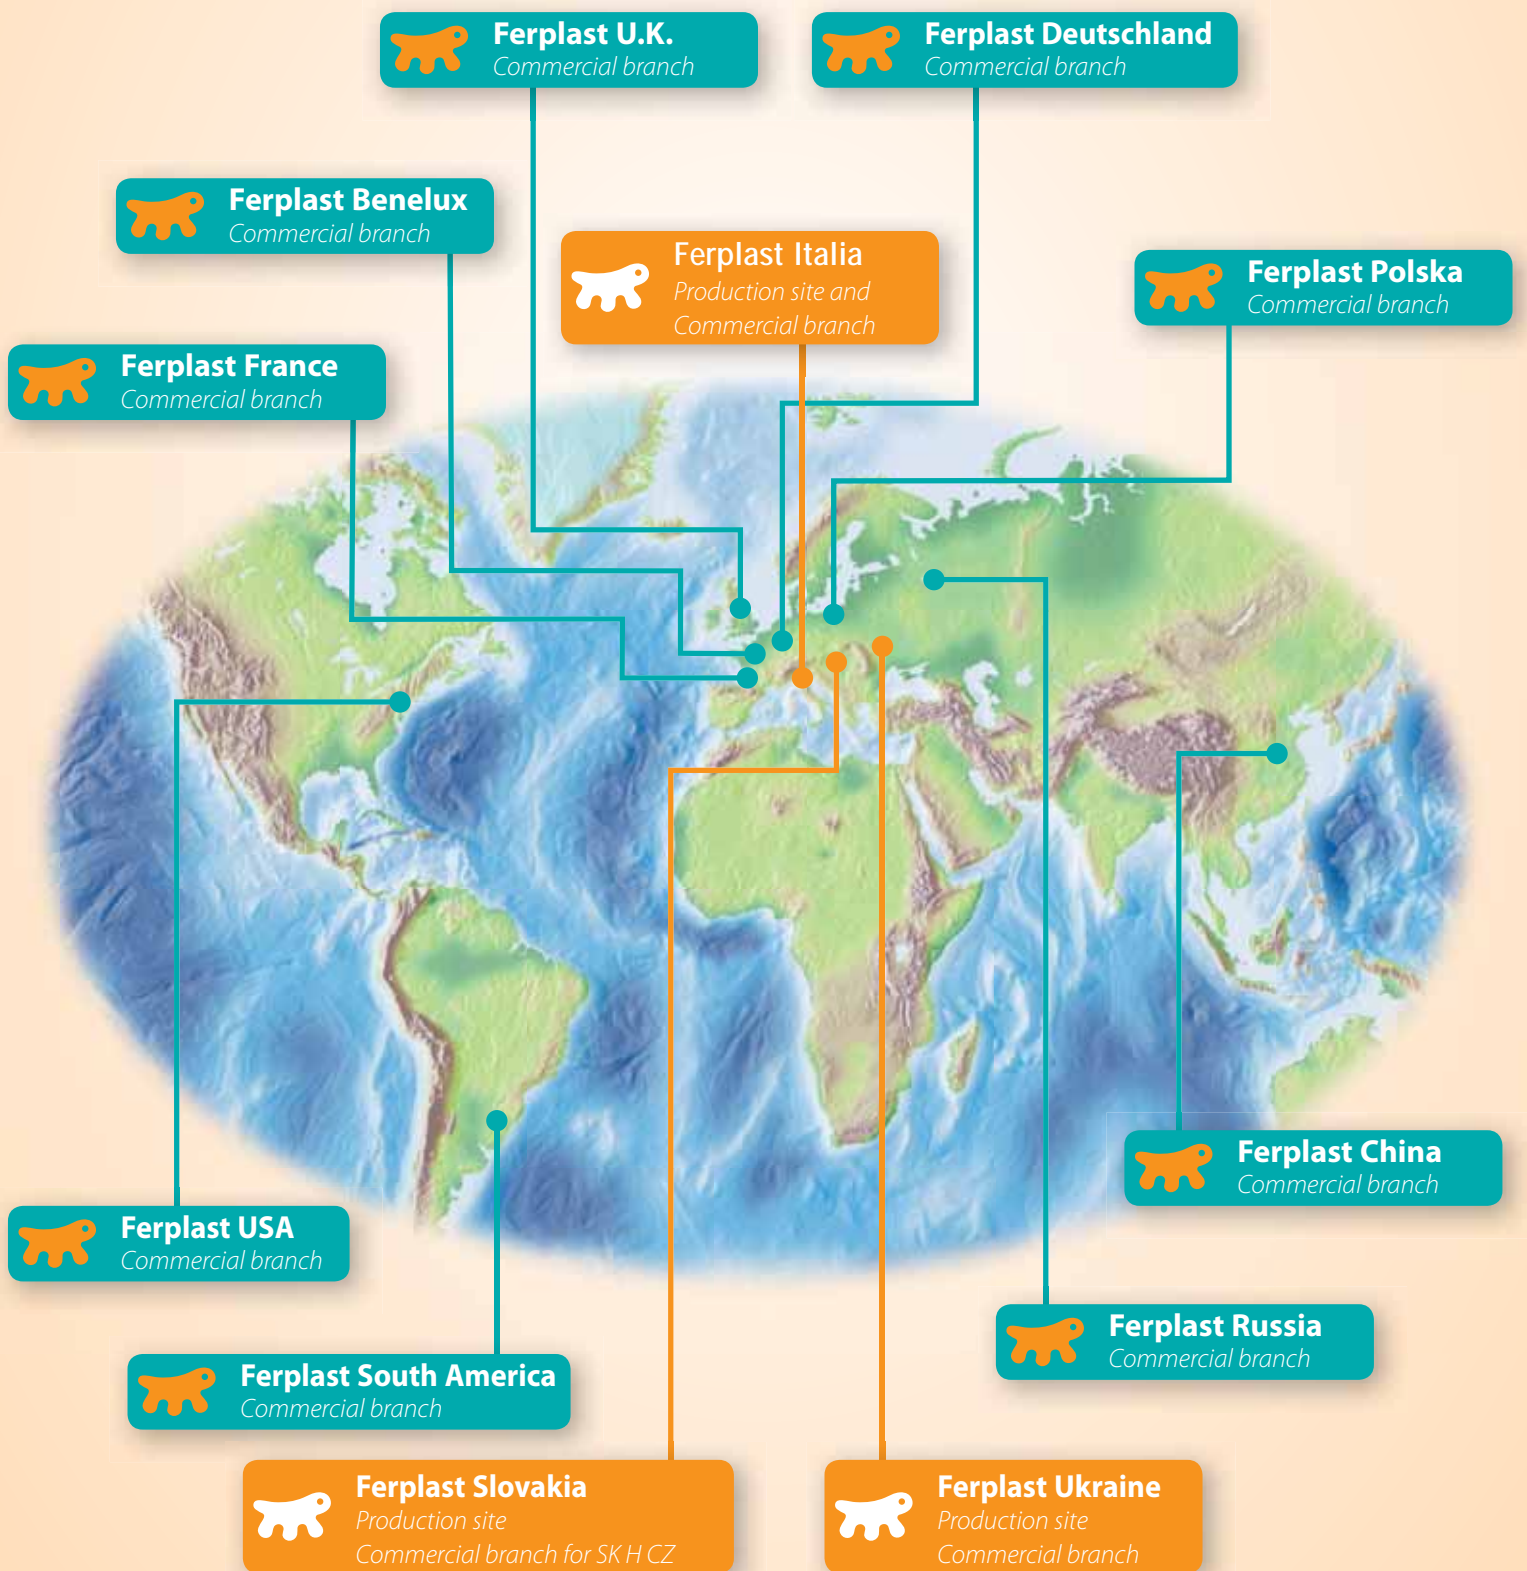 Ferplast U.K.
Commercial branch
Ferplast Deutschland
Commercial branch
Ferplast Benelux
Commercial branch
Ferplast Italia
Production site and
Commercial branch
Ferplast Polska
Commercial branch
Ferplast France
Commercial branch
Ferplast China
Commercial branch
Ferplast USA
Commercial branch
Ferplast Russia
Commercial branch
Ferplast South America
Commercial branch
Ferplast Slovakia
Production site
Commercial branch for SK H CZ
Ferplast Ukraine
Production site
Commercial branch